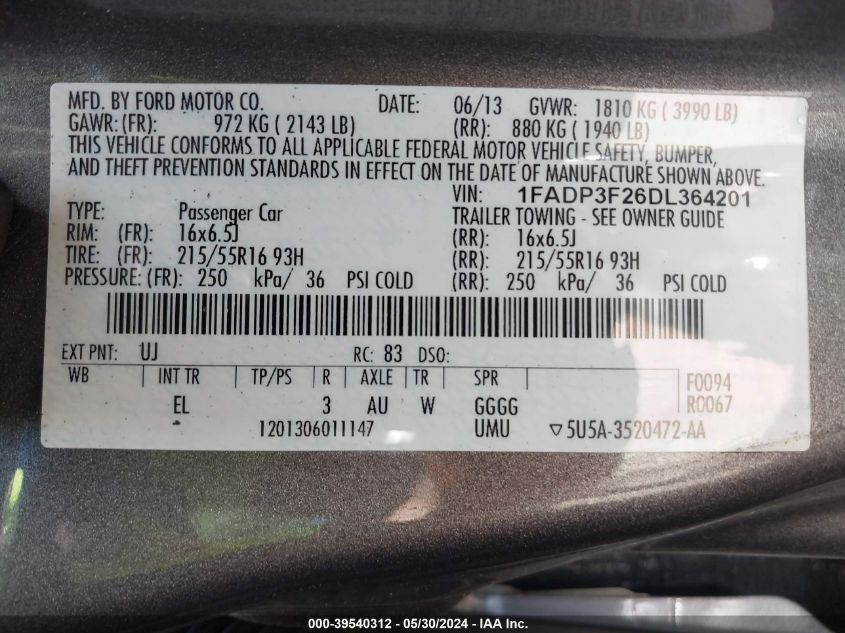 MFD. BY FORD MOTOR CO. DATE: 06/13 GVWR: 1810 KG ( 3990 LB)
GAWR: (FR): 972 KG ( 2143 LB) (RR): 880 KG ( 1940 LB)
THIS VEHICLE CONFORMS TO ALL APPLICABLE FEDERAL MOTOR VEHICLE SAFETY, BUMPER,
AND THEFT PREVENTION STANDARDS IN EFFECT ON THE DATE OF MANUFACTURE SHOWN ABOVE.
VIN: 1FADP3F26DL364201
TYPE: Passenger Car TRAILER TOWING - SEE OWNER GUIDE
RIM: (FR): 16x6.5J (RR): 16x6.5J
TIRE: (FR): 215/55R16 93H (RR): 215/55R16 93H
PRESSURE: (FR): 250 kPa/ 36 PSI COLD (RR): 250 kPa/ 36 PSI COLD
EXT PNT: UJ RC: 83 DSO:
WB INT TR TP/PS R AXLE TR SPR F0094
EL 3 AU W GGGG R0067
1201306011147 UMU ▽5U5A-3520472-AA
000-39540312 - 05/30/2024 - IAA Inc.